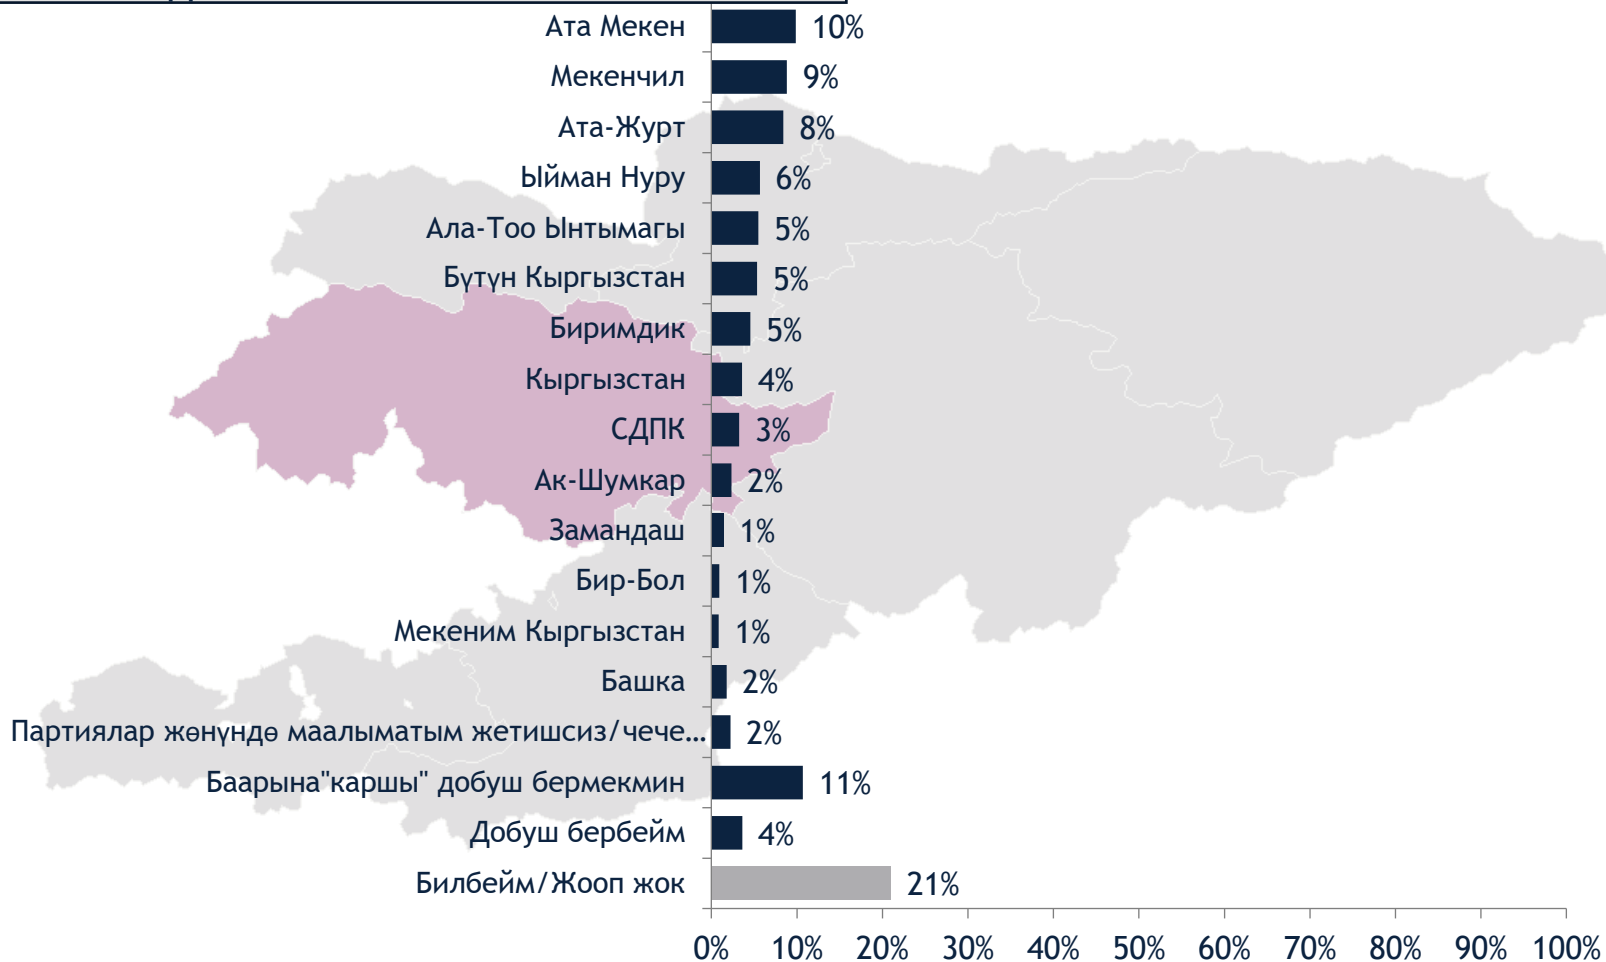 Ата Мекен 10%
Мекенчил 9%
Ата-Журт 8%
Ыйман Нуру 6%
Ала-Тоо Ынтымагы 5%
Бүтүн Кыргызстан 5%
Биримдик 5%
Кыргызстан 4%
СДПК 3%
Ак-Шумкар 2%
Замандаш 1%
Бир-Бол 1%
Мекеним Кыргызстан 1%
Башка 2%
Партиялар жөнүндө маалыматым жетишсиз/чече... 2%
Баарына"каршы" добуш бермекмин 11%
Добуш бербейм 4%
Билбейм/Жооп жок 21%
0% 10% 20% 30% 40% 50% 60% 70% 80% 90% 100%